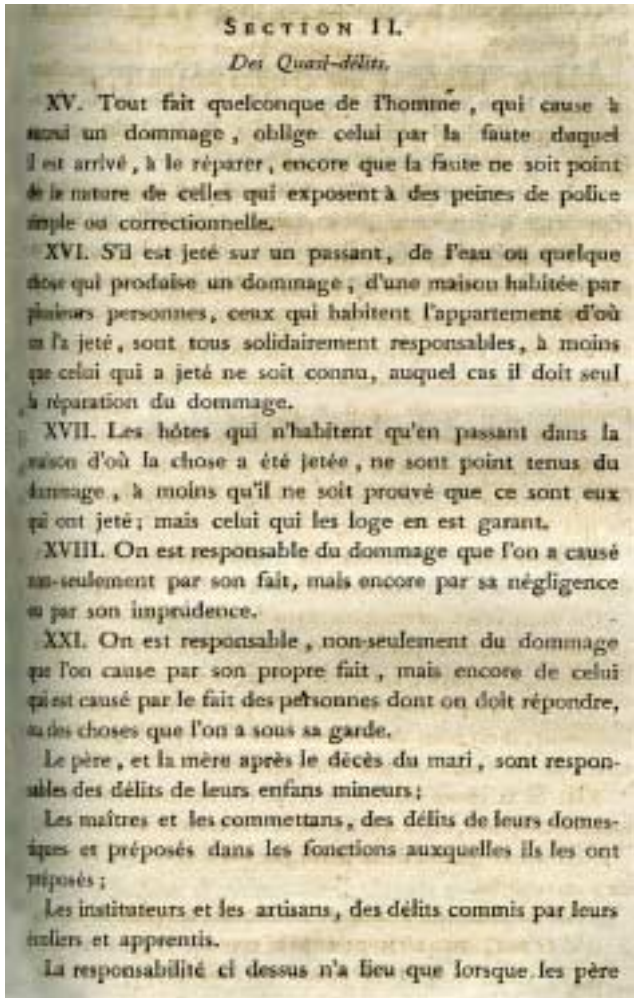 SECTION II.
Des Quasi-délits.
XV. Tout fait quelconque de l'homme, qui cause à
autrui un dommage, oblige celui par la faute duquel
il est arrivé, à le réparer, encore que la faute ne soit point
de la nature de celles qui exposent à des peines de police
simple ou correctionnelle.
XVI. S'il est jeté sur un passant, de l'eau ou quelque
chose qui produise un dommage, d'une maison habitée par
plusieurs personnes, ceux qui habitent l'appartement d'où
on l'a jeté, sont tous solidairement responsables, à moins
que celui qui a jeté ne soit connu, auquel cas il doit seul
la réparation du dommage.
XVII. Les hôtes qui n'habitent qu'en passant dans la
maison d'où la chose a été jetée, ne sont point tenus du
dommage, à moins qu'il ne soit prouvé que ce sont eux
qui ont jeté; mais celui qui les loge en est garant.
XVIII. On est responsable du dommage que l'on a causé
non-seulement par son fait, mais encore par sa négligence
ou par son imprudence.
XXI. On est responsable, non-seulement du dommage
que l'on cause par son propre fait, mais encore de celui
qui est causé par le fait des personnes dont on doit répondre,
ou des choses que l'on a sous sa garde.
Le père, et la mère après le décès du mari, sont respon-
sables des délits de leurs enfans mineurs;
Les maîtres et les commettans, des délits de leurs domes-
tiques et préposés dans les fonctions auxquelles ils les ont
préposés;
Les instituteurs et les artisans, des délits commis par leurs
écoliers et apprentis.
La responsabilité ci dessus n'a lieu que lorsque les père